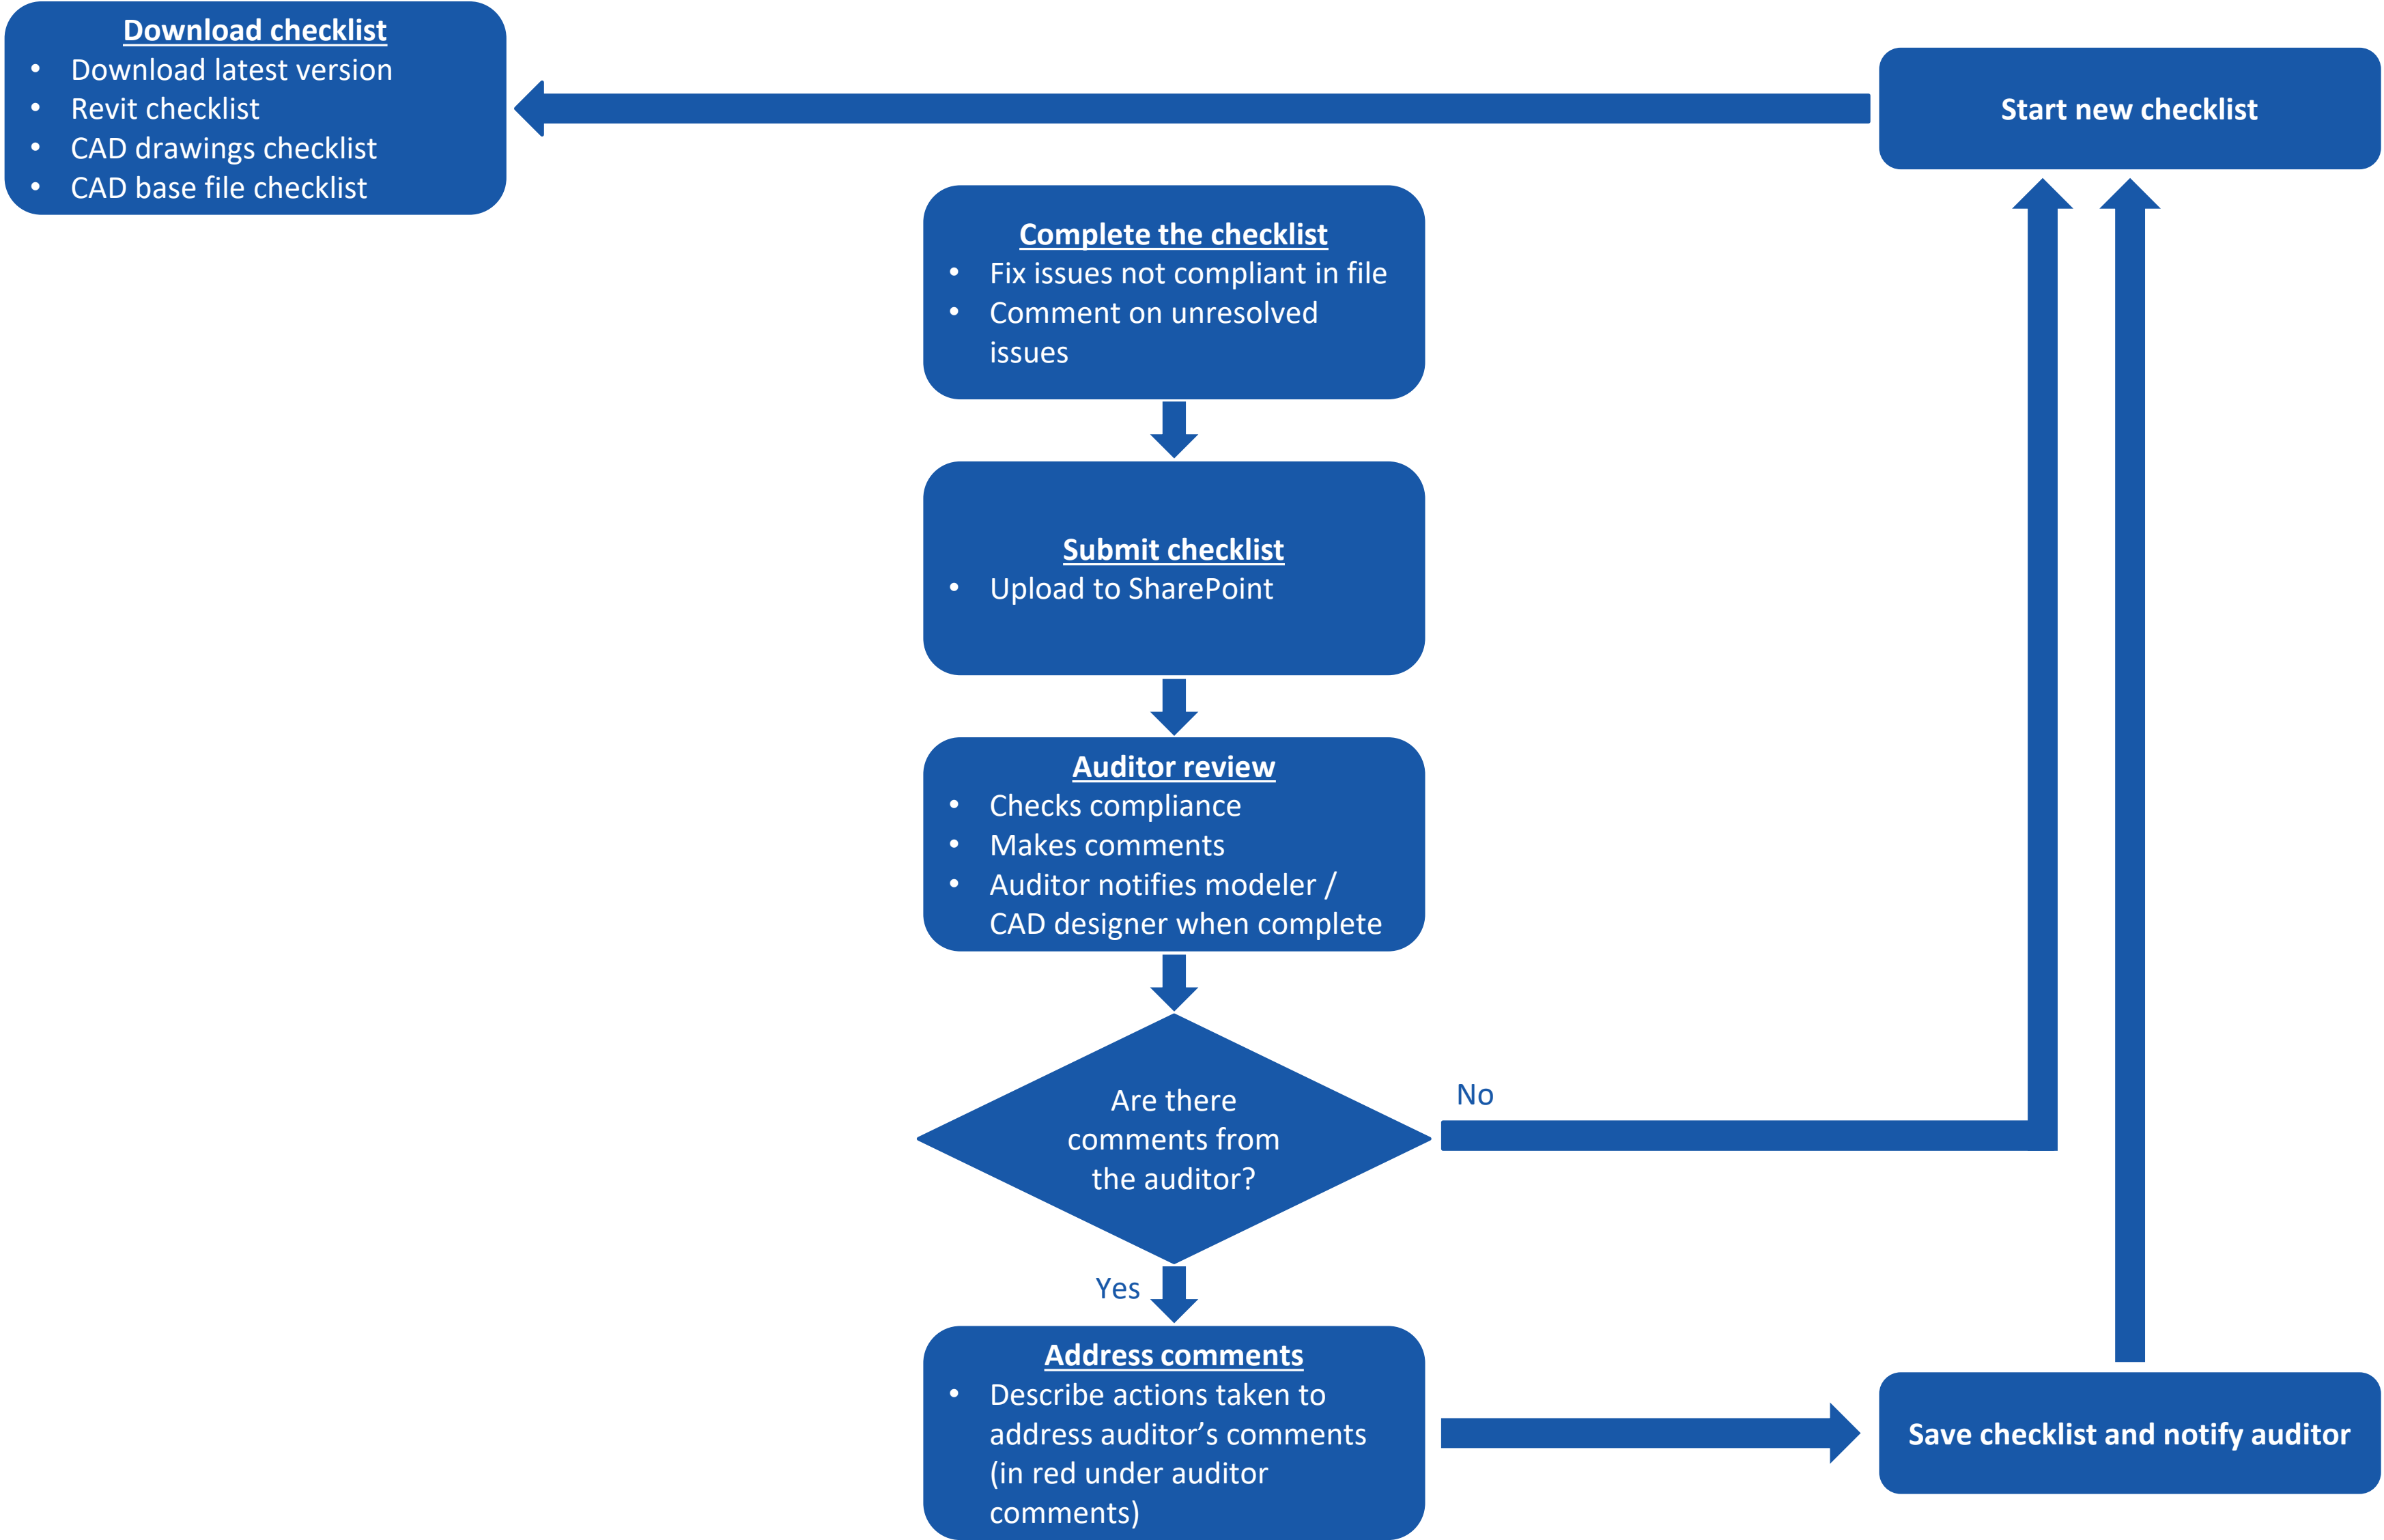 Download checklist
• Download latest version
• Revit checklist
• CAD drawings checklist
• CAD base file checklist
Start new checklist
Complete the checklist
• Fix issues not compliant in file
• Comment on unresolved
issues
Submit checklist
• Upload to SharePoint
Auditor review
• Checks compliance
• Makes comments
• Auditor notifies modeler /
CAD designer when complete
Are there
comments from
the auditor?
No
Yes
Address comments
• Describe actions taken to
address auditor’s comments
(in red under auditor
comments)
Save checklist and notify auditor